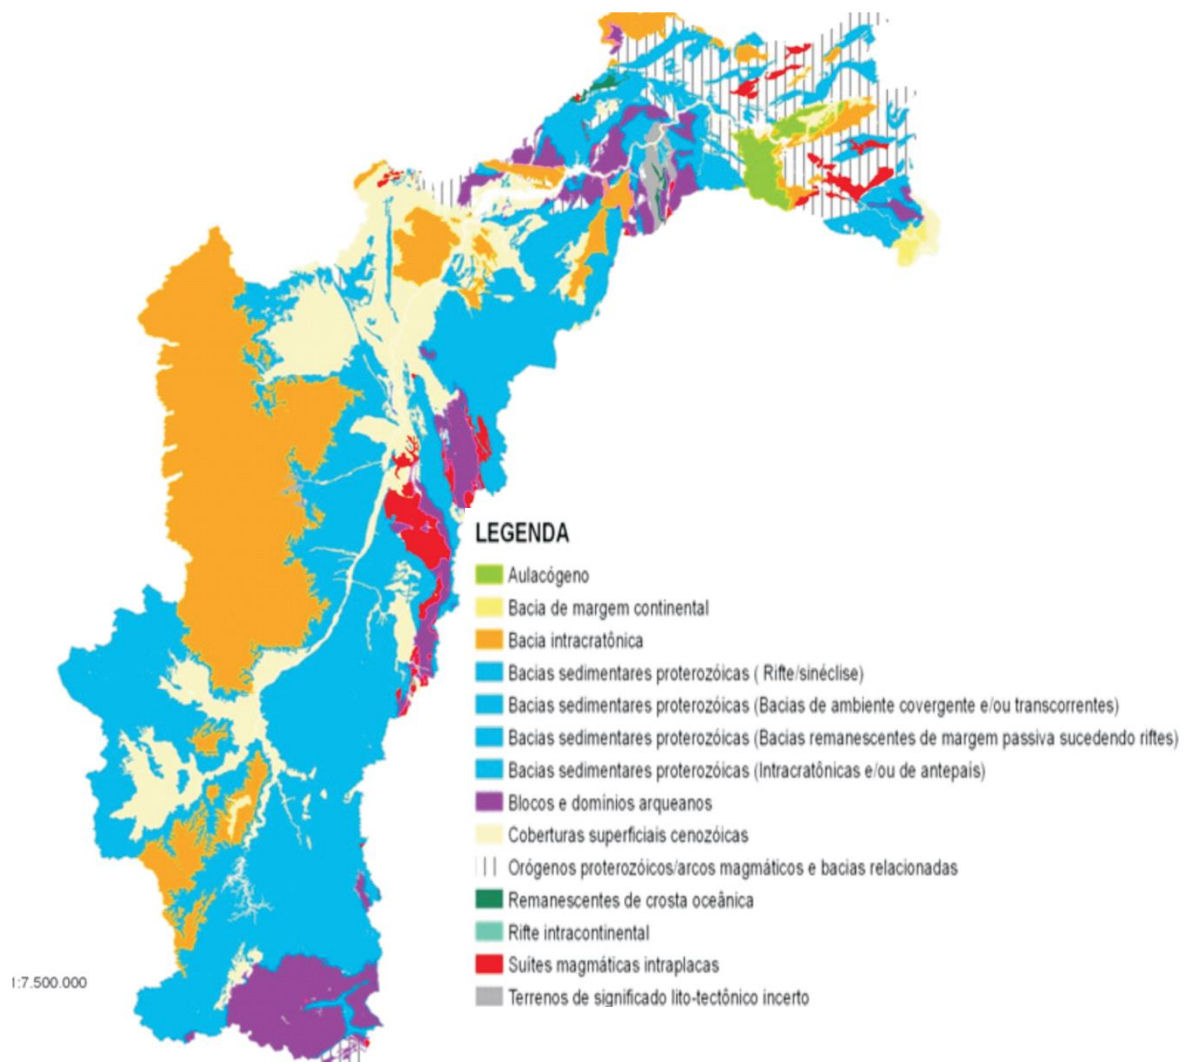 LEGENDA
Aulacógeno
Bacia de margem continental
Bacia intracratônica
Bacias sedimentares proterozóicas ( Rifte/sinéclise)
Bacias sedimentares proterozóicas (Bacias de ambiente covergente e/ou transcorrentes)
Bacias sedimentares proterozóicas (Bacias remanescentes de margem passiva sucedendo riftes)
Bacias sedimentares proterozóicas (Intracratônicas e/ou de antepaís)
Blocos e domínios arqueanos
Coberturas superficiais cenozóicas
Orógenos proterozóicos/arcos magmáticos e bacias relacionadas
Remanescentes de crosta oceânica
Rifte intracontinental
Suítes magmáticas intraplacas
Terrenos de significado lito-tectônico incerto
1:7.500.000